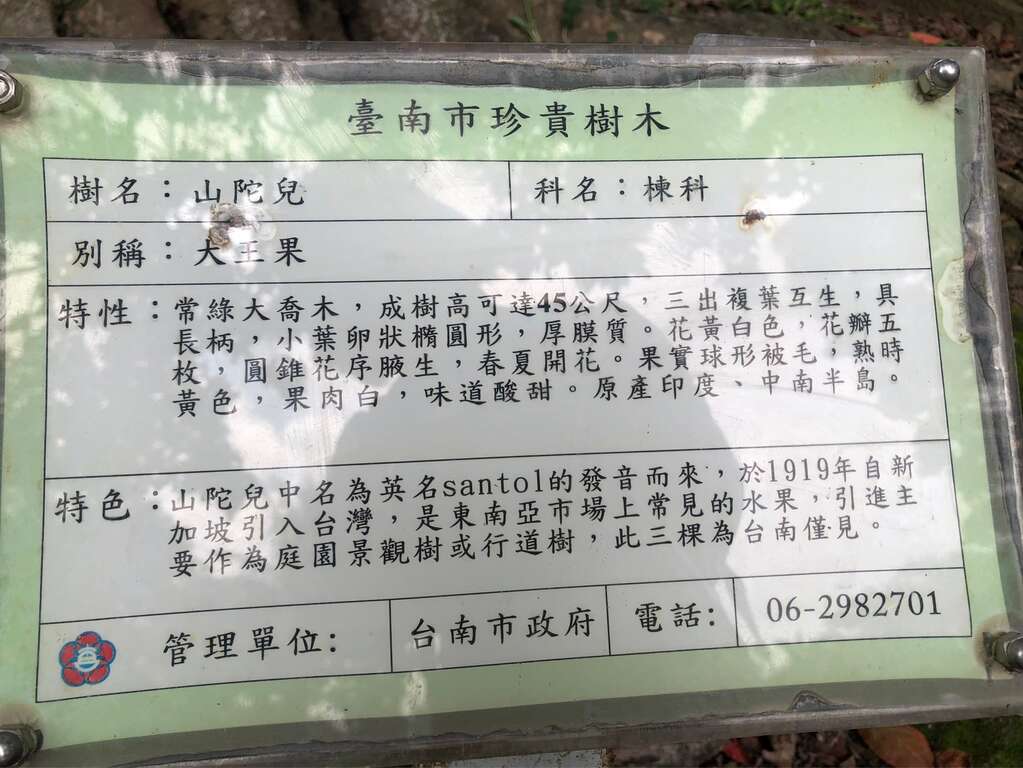 臺南市珍貴樹木
樹名：山陀兒
科名：楝科
別稱：大王果
特性：常綠大喬木，成樹高可達45公尺，三出複葉互生，具
長柄，小葉卵狀橢圓形，厚膜質。花黃白色，花瓣五
枚，圓錐花序腋生，春夏開花。果實球形被毛，熟時
黃色，果肉白，味道酸甜。原產印度、中南半島。
特色：山陀兒中名為英名santol的發音而來，於1919年自新
加坡引入台灣，是東南亞市場上常見的水果，引進主
要作為庭園景觀樹或行道樹，此三棵為台南僅見。
管理單位:
台南市政府
電話:
06-2982701